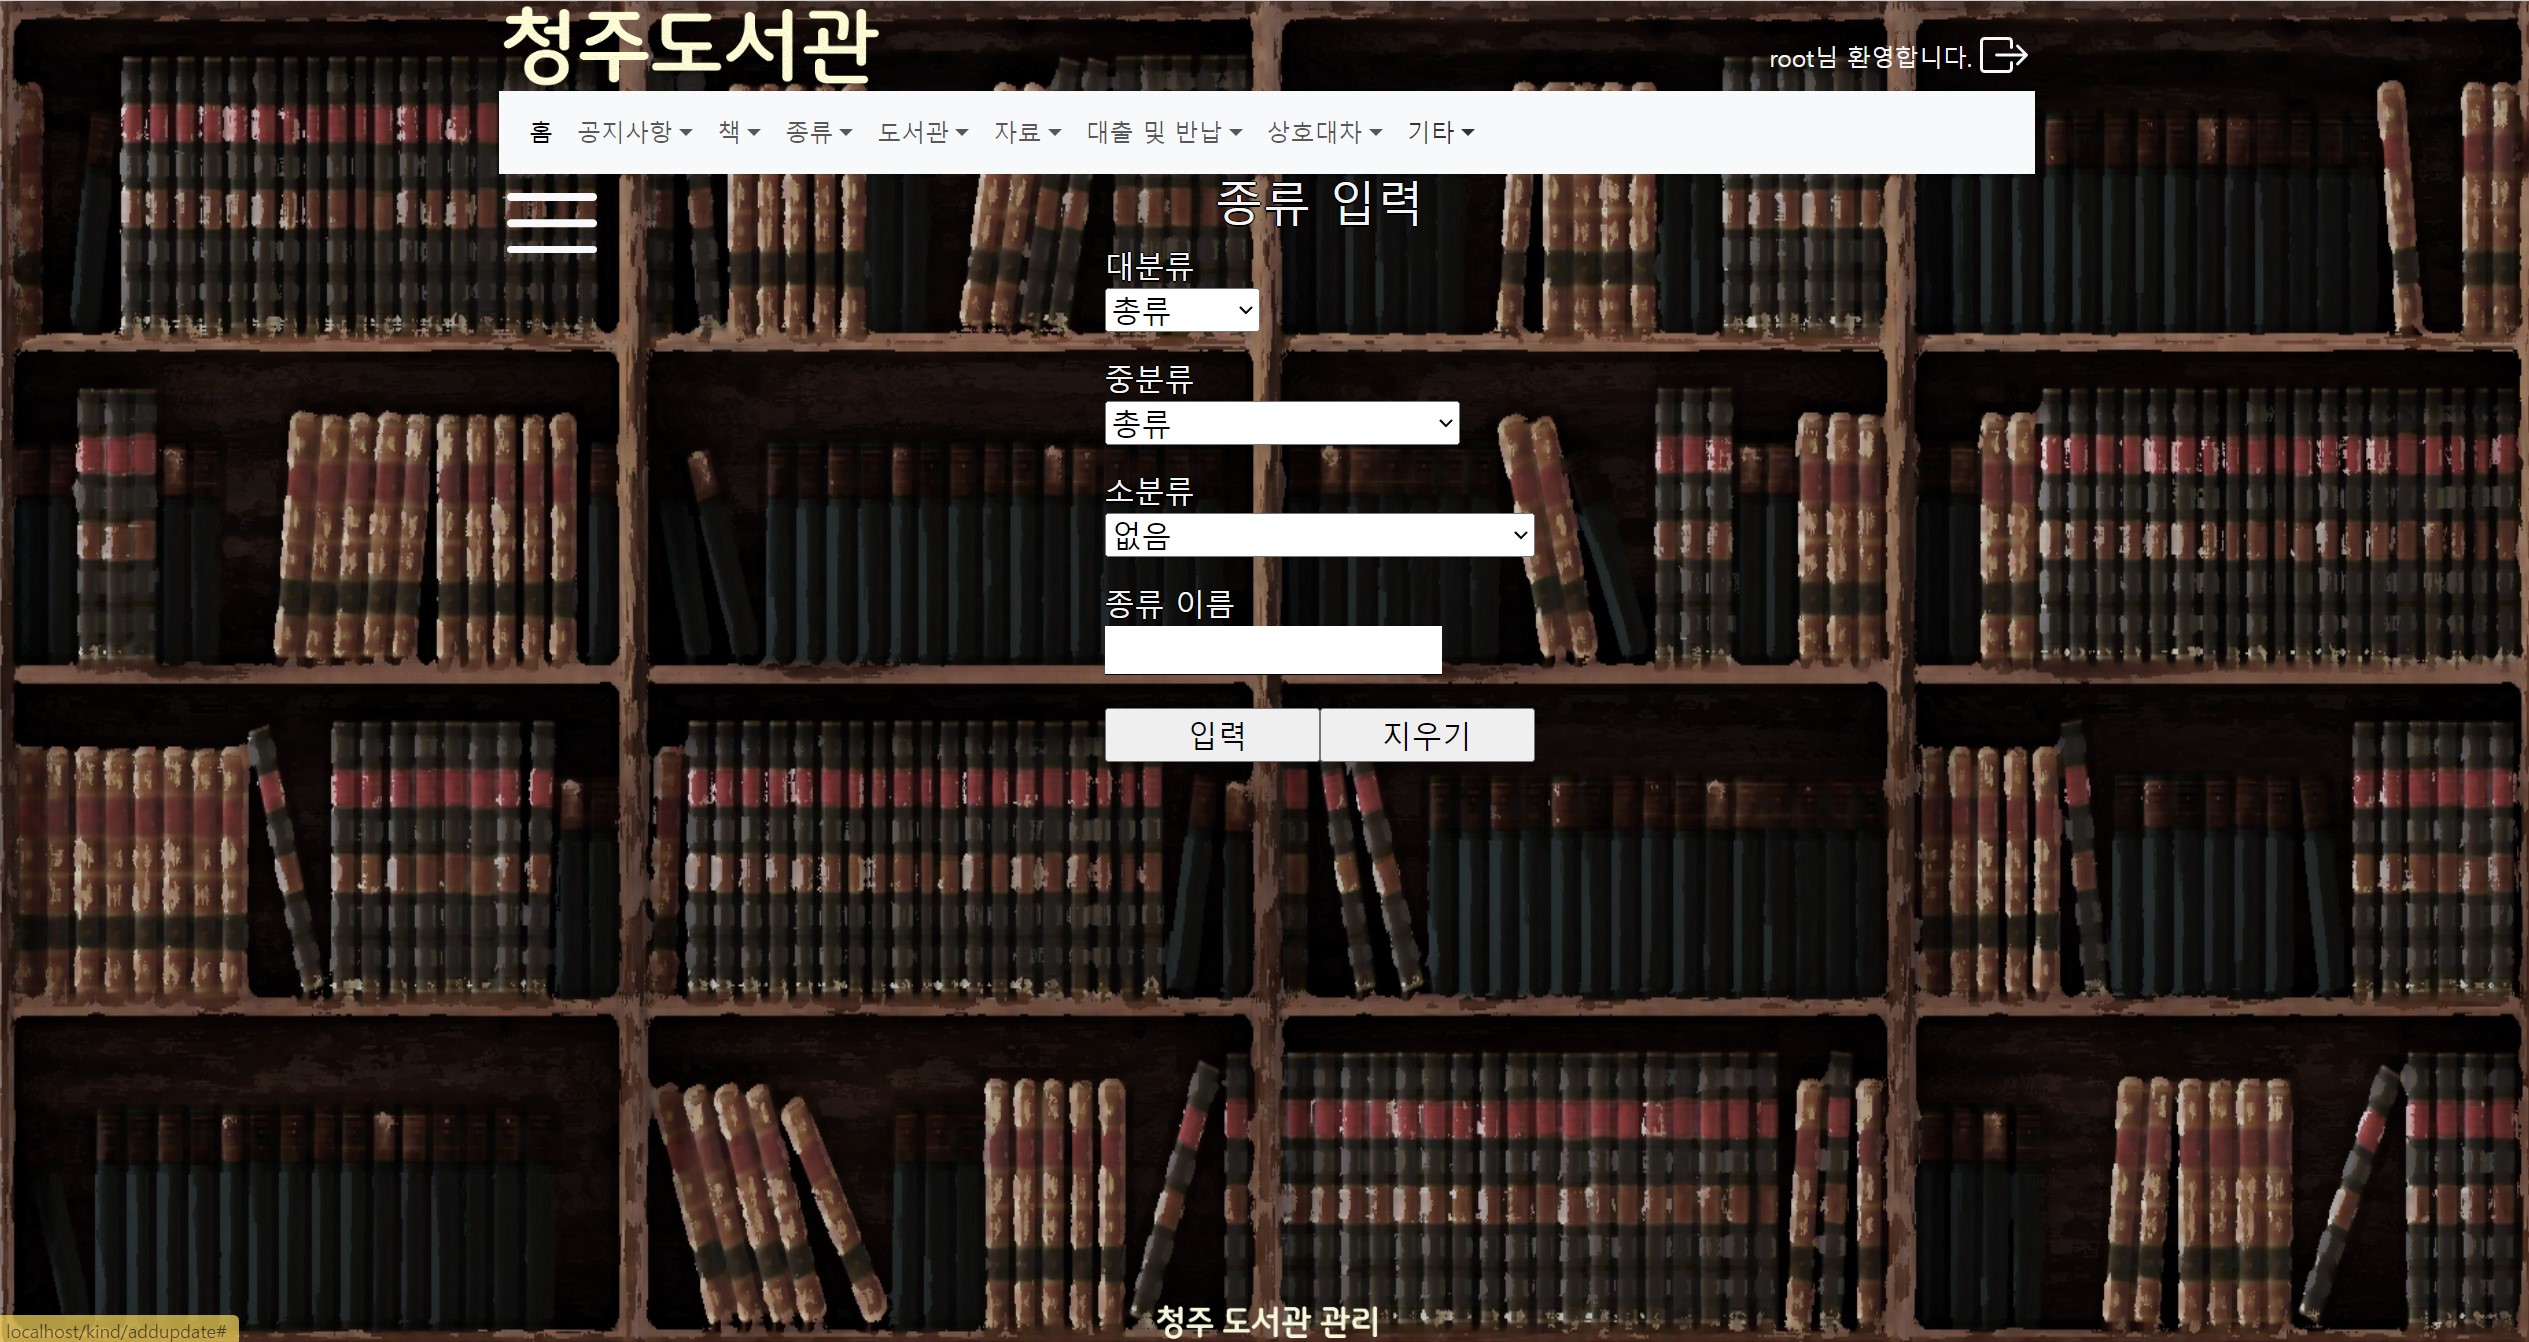 청주도서관
root님 환영합니다.
홈 공지사항 책 종류 도서관 자료 대출 및 반납 상호대차 기타
종류 입력
대분류
총류
중분류
총류
소분류
없음
종류 이름
입력 지우기
청주 도서관 관리
localhost/kind/addupdate#